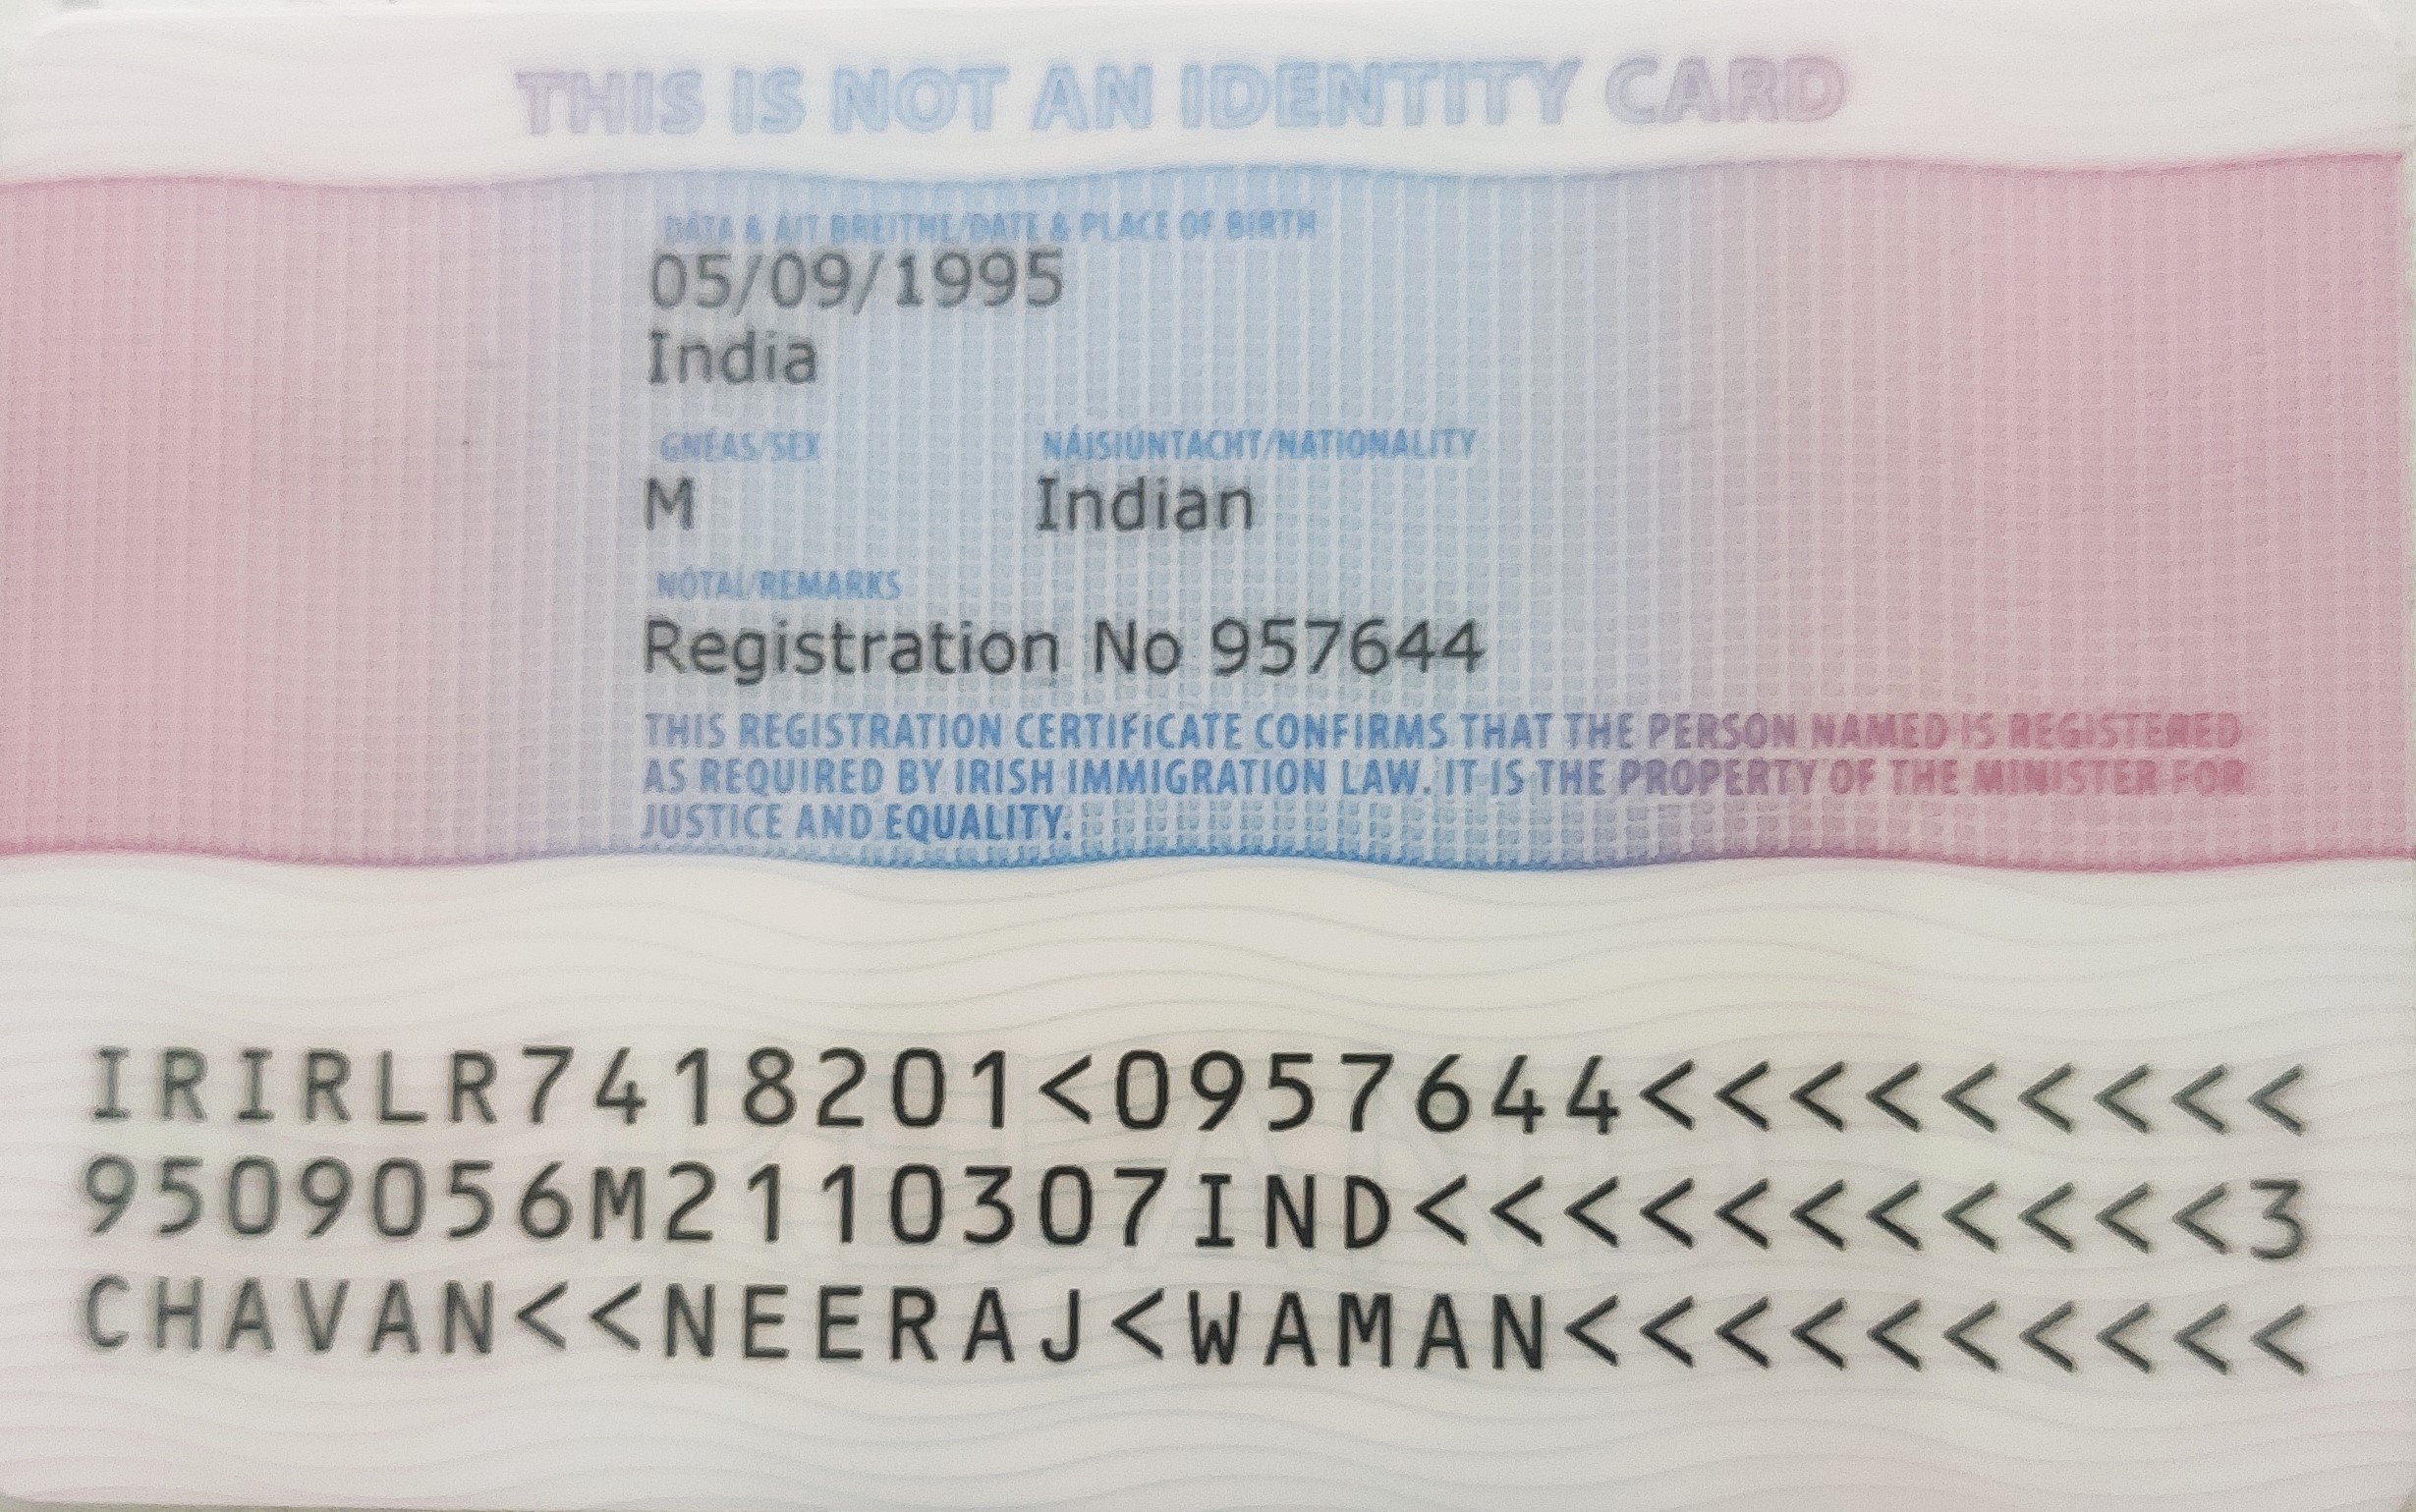 THIS IS NOT AN IDENTITY CARD
DÁTA & ÁIT BREITHE/DATE & PLACE OF BIRTH
05/09/1995
India
GNÉAS/SEX NÁISIÚNTACHT/NATIONALITY
M Indian
NÓTAÍ/REMARKS
Registration No 957644
THIS REGISTRATION CERTIFICATE CONFIRMS THAT THE PERSON NAMED IS REGISTERED
AS REQUIRED BY IRISH IMMIGRATION LAW. IT IS THE PROPERTY OF THE MINISTER FOR
JUSTICE AND EQUALITY.
IRIRLR7418201<0957644<<<<<<<<<
9509056M2110307IND<<<<<<<<<<<3
CHAVAN<<NEERAJ<WAMAN<<<<<<<<<<